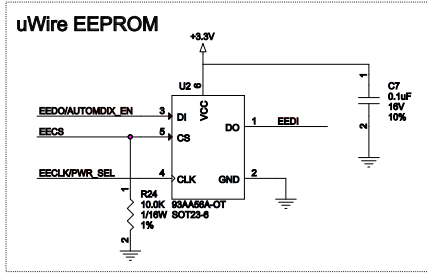 uWire EEPROM
+3.3V
U2
6
VCC
1
C7
0.1uF
16V
10%
2
EEDO/AUTOMDIX_EN 3 DI
DO 1 EEDI
EECS 5 CS
EECLK/PWR_SEL 4 CLK
GND 2
1
R24
10.0K
1/16W
1%
2
93AA56A-OT
SOT23-6